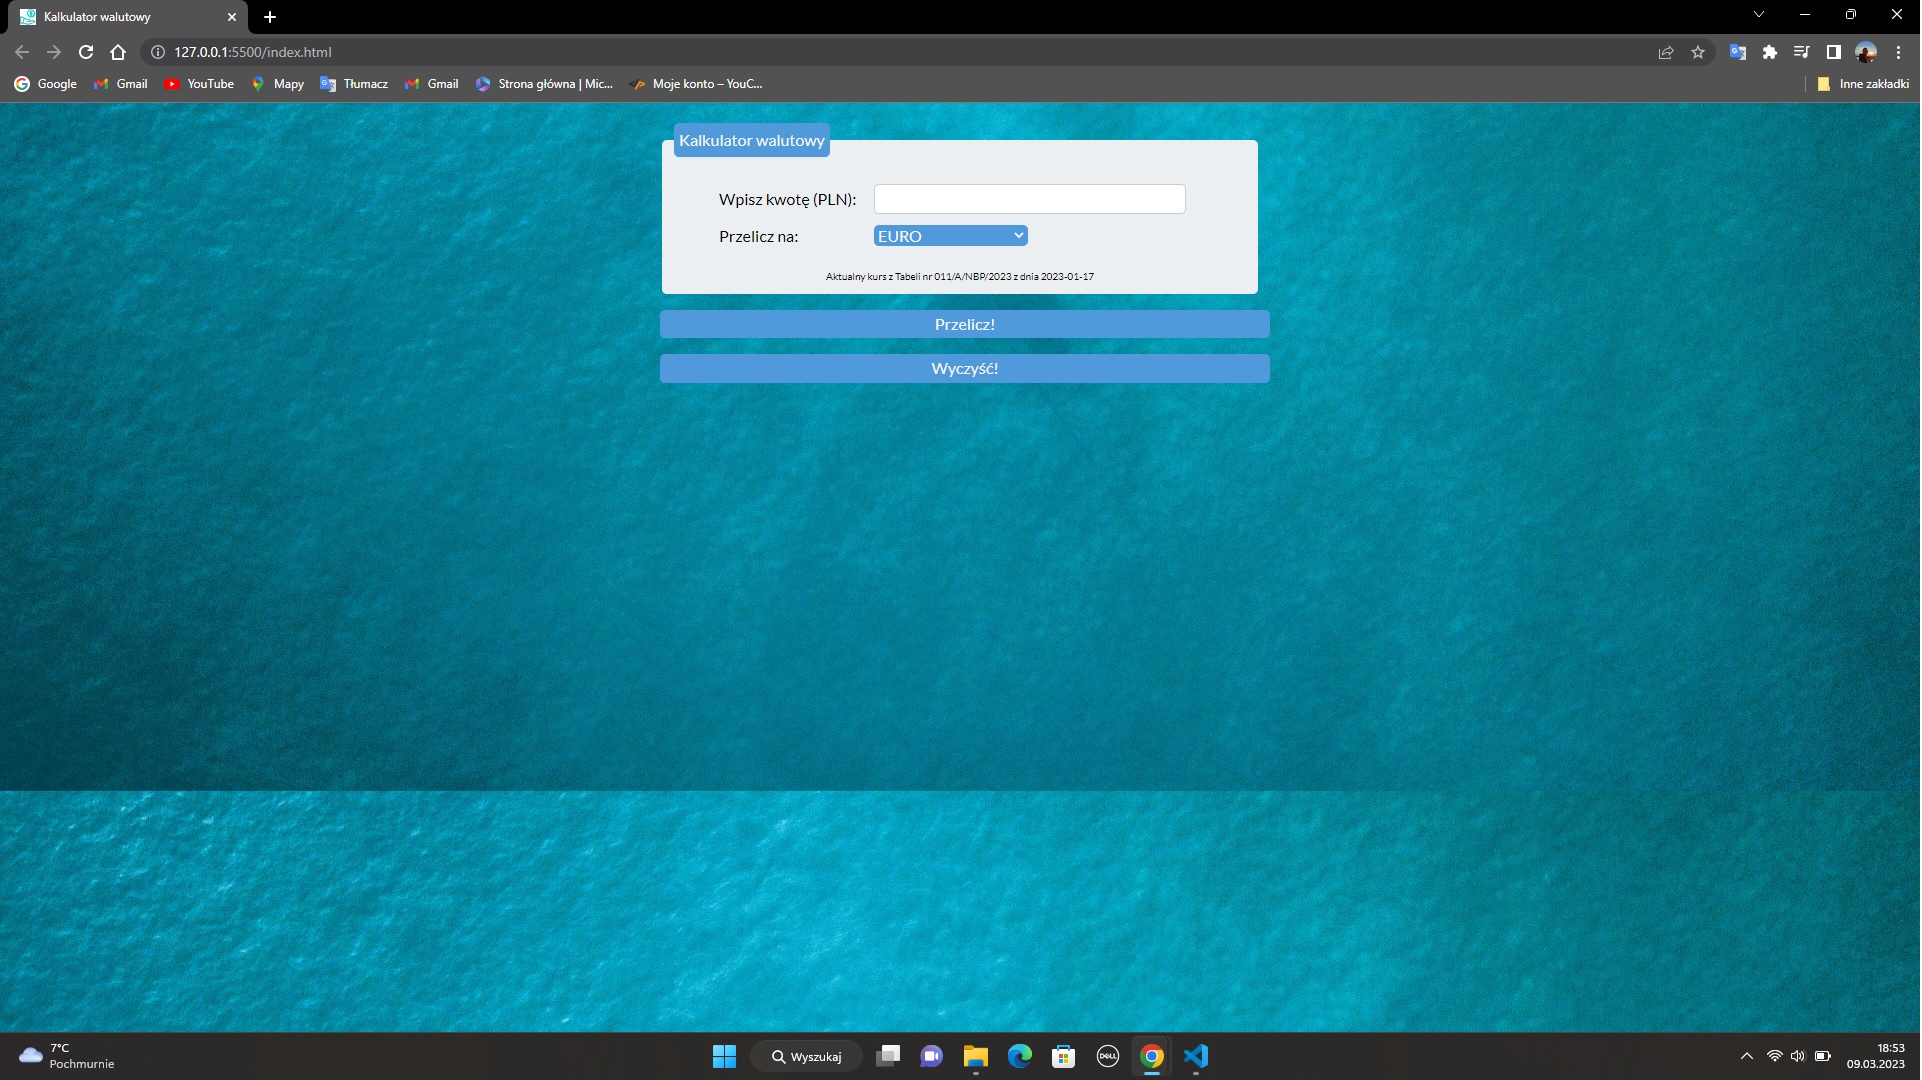 Kalkulator walutowy
127.0.0.1:5500/index.html
Google
Gmail
YouTube
Mapy
Tłumacz
Gmail
Strona główna | Mic...
Moje konto – YouC...
Inne zakładki
Kalkulator walutowy
Wpisz kwotę (PLN):
Przelicz na:
EURO
Aktualny kurs z Tabeli nr 011/A/NBP/2023 z dnia 2023-01-17
Przelicz!
Wyczyść!
7°C
Pochmurnie
Wyszukaj
DELL
18:53
09.03.2023